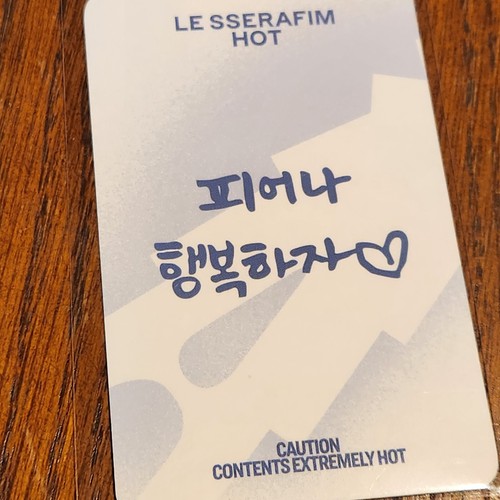 LE SSERAFIM
HOT
피어나
행복하자♡
CAUTION
CONTENTS EXTREMELY HOT